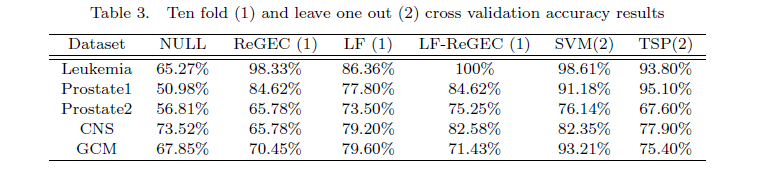 Table 3. Ten fold (1) and leave one out (2) cross validation accuracy results
Dataset NULL ReGEC (1) LF (1) LF-ReGEC (1) SVM(2) TSP(2)
Leukemia 65.27% 98.33% 86.36% 100% 98.61% 93.80%
Prostate1 50.98% 84.62% 77.80% 84.62% 91.18% 95.10%
Prostate2 56.81% 65.78% 73.50% 75.25% 76.14% 67.60%
CNS 73.52% 65.78% 79.20% 82.58% 82.35% 77.90%
GCM 67.85% 70.45% 79.60% 71.43% 93.21% 75.40%